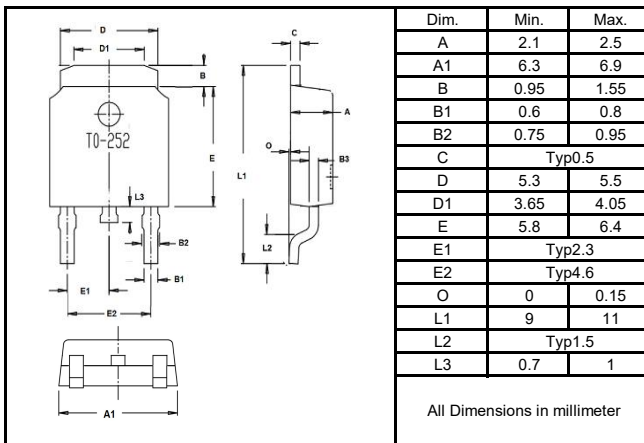 D
D1
C
B
A
TO-252
O
B3
E
L1
L3
B2
L2
B1
E1
E2
A1
Dim. Min. Max.
A 2.1 2.5
A1 6.3 6.9
B 0.95 1.55
B1 0.6 0.8
B2 0.75 0.95
C Typ0.5
D 5.3 5.5
D1 3.65 4.05
E 5.8 6.4
E1 Typ2.3
E2 Typ4.6
O 0 0.15
L1 9 11
L2 Typ1.5
L3 0.7 1
All Dimensions in millimeter